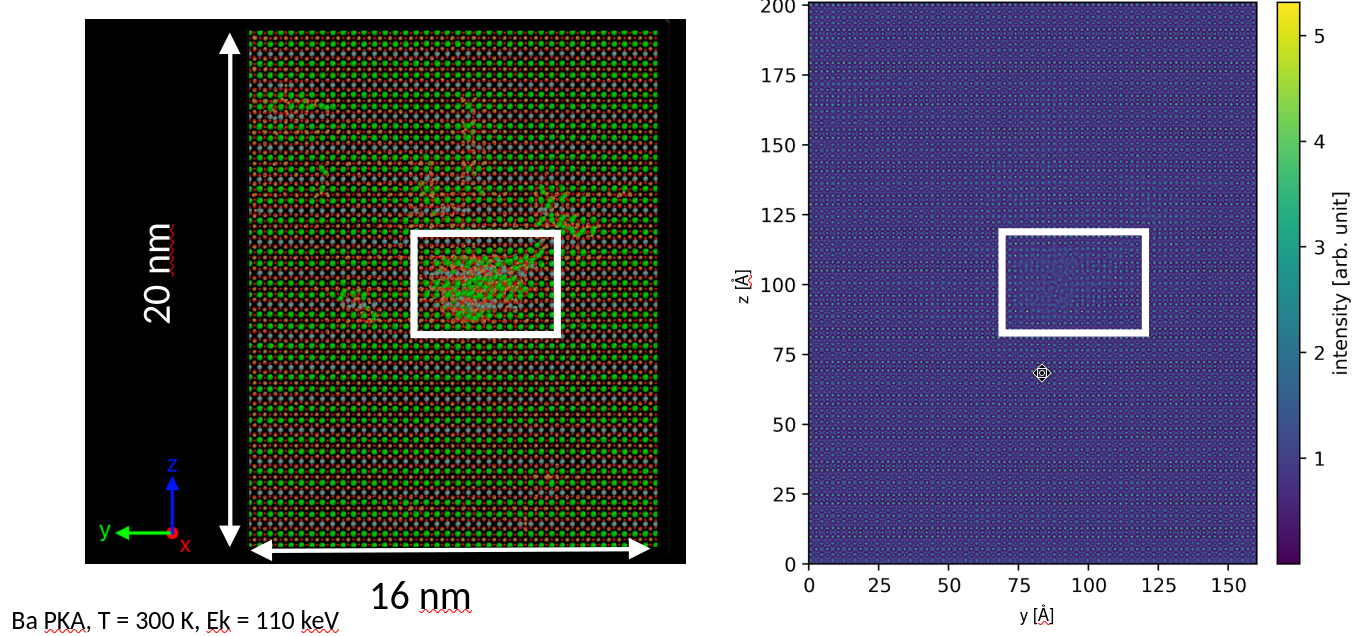 20 nm
z
y
x
16 nm
Ba PKA, T = 300 K, Ek = 110 keV
200
175
150
125
100
75
50
25
0
z [Å]
0 25 50 75 100 125 150
y [Å]
5
4
3
2
1
intensity [arb. unit]